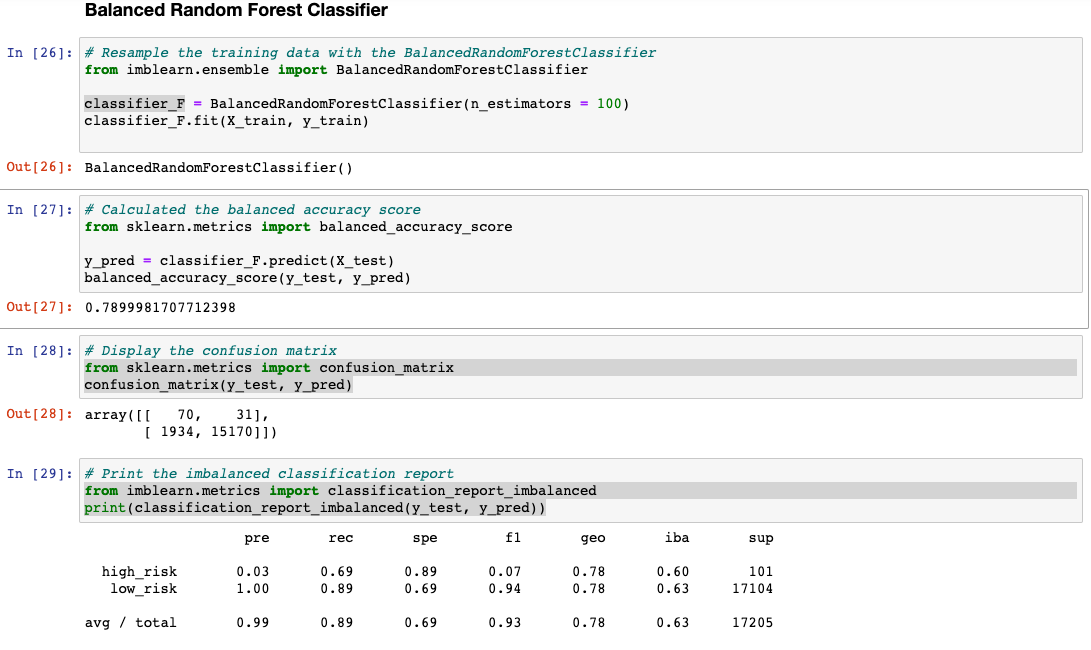 Balanced Random Forest Classifier
In [26]: # Resample the training data with the BalancedRandomForestClassifier
from imblearn.ensemble import BalancedRandomForestClassifier
classifier_F = BalancedRandomForestClassifier(n_estimators = 100)
classifier_F.fit(X_train, y_train)
Out[26]: BalancedRandomForestClassifier()
In [27]: # Calculated the balanced accuracy score
from sklearn.metrics import balanced_accuracy_score
y_pred = classifier_F.predict(X_test)
balanced_accuracy_score(y_test, y_pred)
Out[27]: 0.7899981707712398
In [28]: # Display the confusion matrix
from sklearn.metrics import confusion_matrix
confusion_matrix(y_test, y_pred)
Out[28]: array([[   70,    31],
[ 1934, 15170]])
In [29]: # Print the imbalanced classification report
from imblearn.metrics import classification_report_imbalanced
print(classification_report_imbalanced(y_test, y_pred))
pre rec spe f1 geo iba sup
high_risk 0.03 0.69 0.89 0.07 0.78 0.60 101
low_risk 1.00 0.89 0.69 0.94 0.78 0.63 17104
avg / total 0.99 0.89 0.69 0.93 0.78 0.63 17205